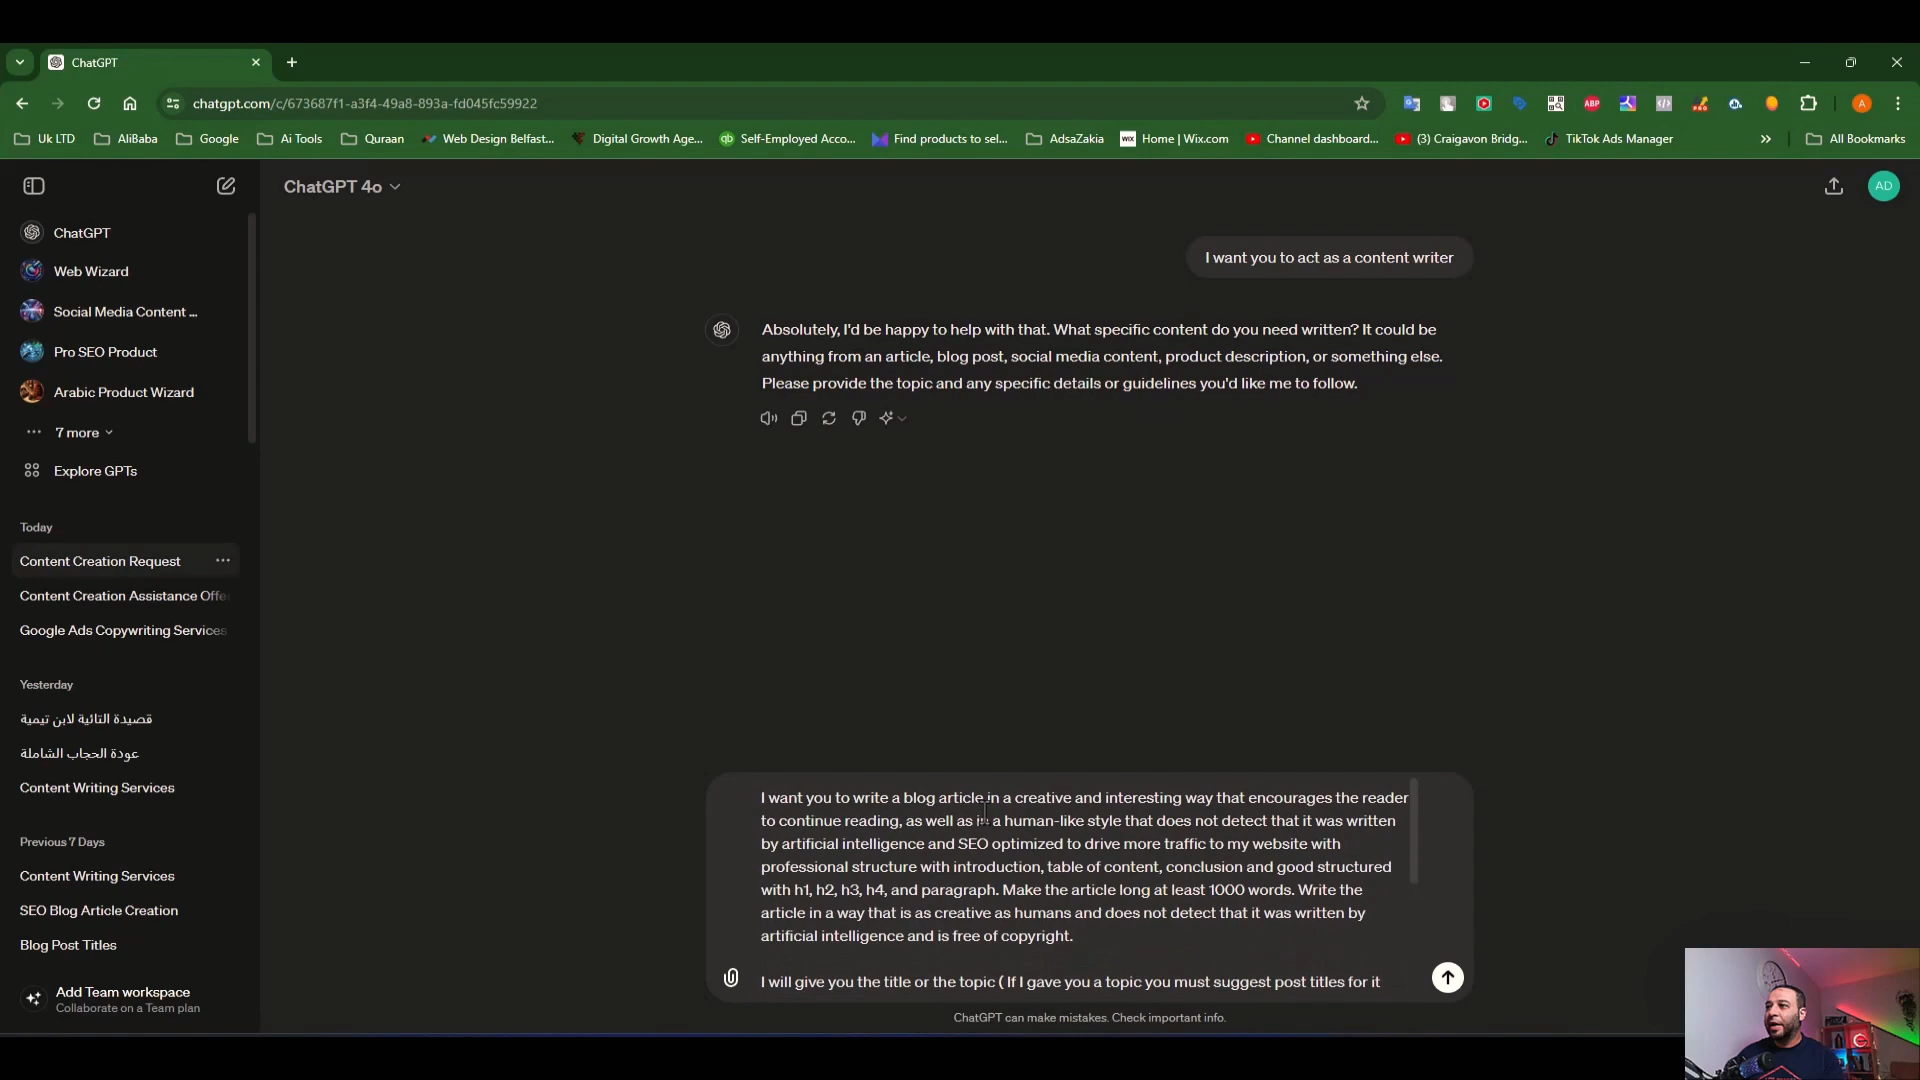 ChatGPT
chatgpt.com/c/673687f1-a3f4-49a8-893a-fd045fc59922
ABP
A
Uk LTD
AliBaba
Google
Ai Tools
Quraan
Web Design Belfast...
Digital Growth Age...
qb
Self-Employed Acco...
Find products to sel...
AdsaZakia
WIX
Home | Wix.com
Channel dashboard...
(3) Craigavon Bridg...
TikTok Ads Manager
All Bookmarks
ChatGPT 4o
AD
ChatGPT
Web Wizard
Social Media Content ...
Pro SEO Product
Arabic Product Wizard
7 more
Explore GPTs
Today
Content Creation Request
Content Creation Assistance Offe
Google Ads Copywriting Services
Yesterday
قصيدة التائية لابن تيمية
عودة الحجاب الشاملة
Content Writing Services
Previous 7 Days
Content Writing Services
SEO Blog Article Creation
Blog Post Titles
Add Team workspace
Collaborate on a Team plan
I want you to act as a content writer
Absolutely, I'd be happy to help with that. What specific content do you need written? It could be
anything from an article, blog post, social media content, product description, or something else.
Please provide the topic and any specific details or guidelines you'd like me to follow.
I want you to write a blog article in a creative and interesting way that encourages the reader
to continue reading, as well as in a human-like style that does not detect that it was written
by artificial intelligence and SEO optimized to drive more traffic to my website with
professional structure with introduction, table of content, conclusion and good structured
with h1, h2, h3, h4, and paragraph. Make the article long at least 1000 words. Write the
article in a way that is as creative as humans and does not detect that it was written by
artificial intelligence and is free of copyright.
I will give you the title or the topic ( If I gave you a topic you must suggest post titles for it
ChatGPT can make mistakes. Check important info.